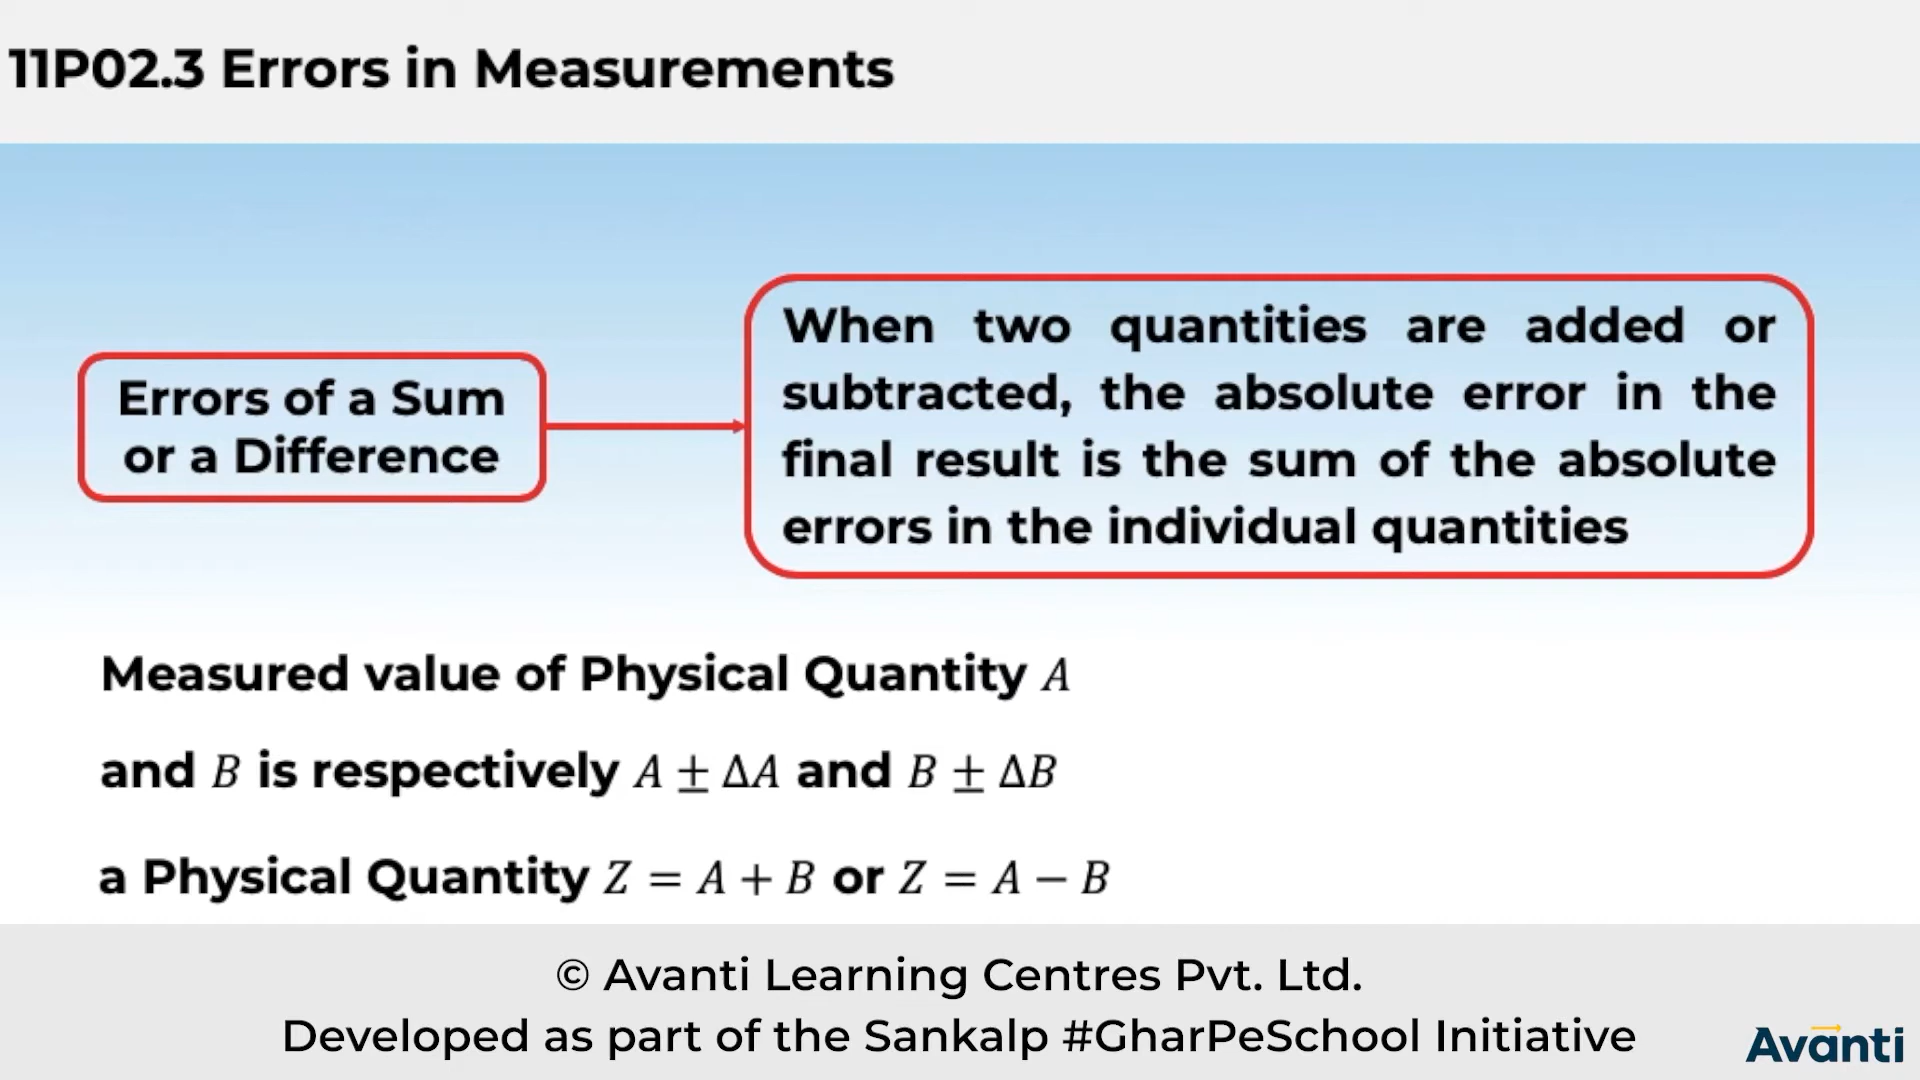 11P02.3 Errors in Measurements
Errors of a Sum
or a Difference
When two quantities are added or
subtracted, the absolute error in the
final result is the sum of the absolute
errors in the individual quantities
Measured value of Physical Quantity A
and B is respectively A ± ΔA and B ± ΔB
a Physical Quantity Z = A + B or Z = A − B
© Avanti Learning Centres Pvt. Ltd.
Developed as part of the Sankalp #GharPeSchool Initiative
Avanti